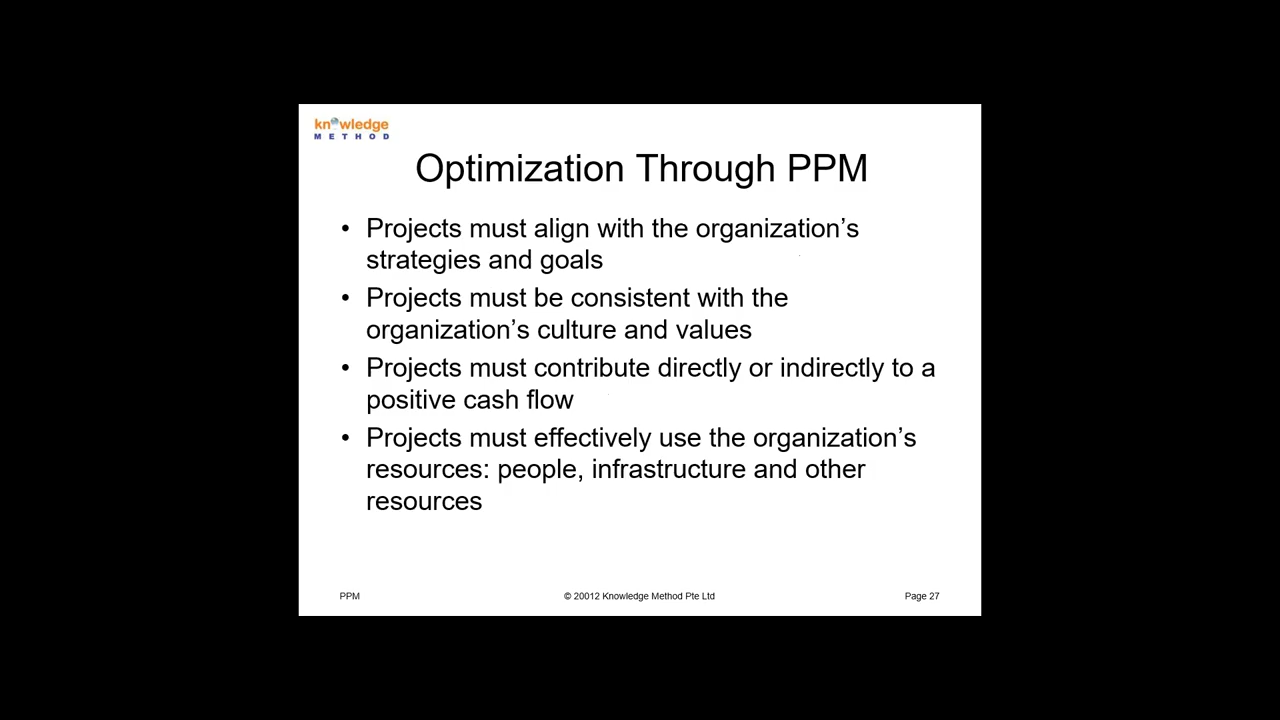 knowledge
METHOD
Optimization Through PPM
• Projects must align with the organization’s
strategies and goals
• Projects must be consistent with the
organization’s culture and values
• Projects must contribute directly or indirectly to a
positive cash flow
• Projects must effectively use the organization’s
resources: people, infrastructure and other
resources
PPM
© 20012 Knowledge Method Pte Ltd
Page 27